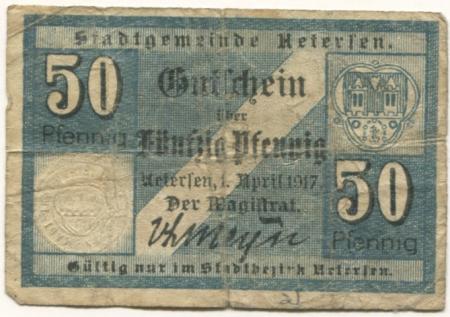 Stadtgemeinde Uetersen.
50
Pfennig
Gutschein
über
Fünfzig Pfennig
Uetersen, 1. April 1917.
Der Magistrat.
50
Pfennig
Gültig nur im Stadtbezirk Uetersen.